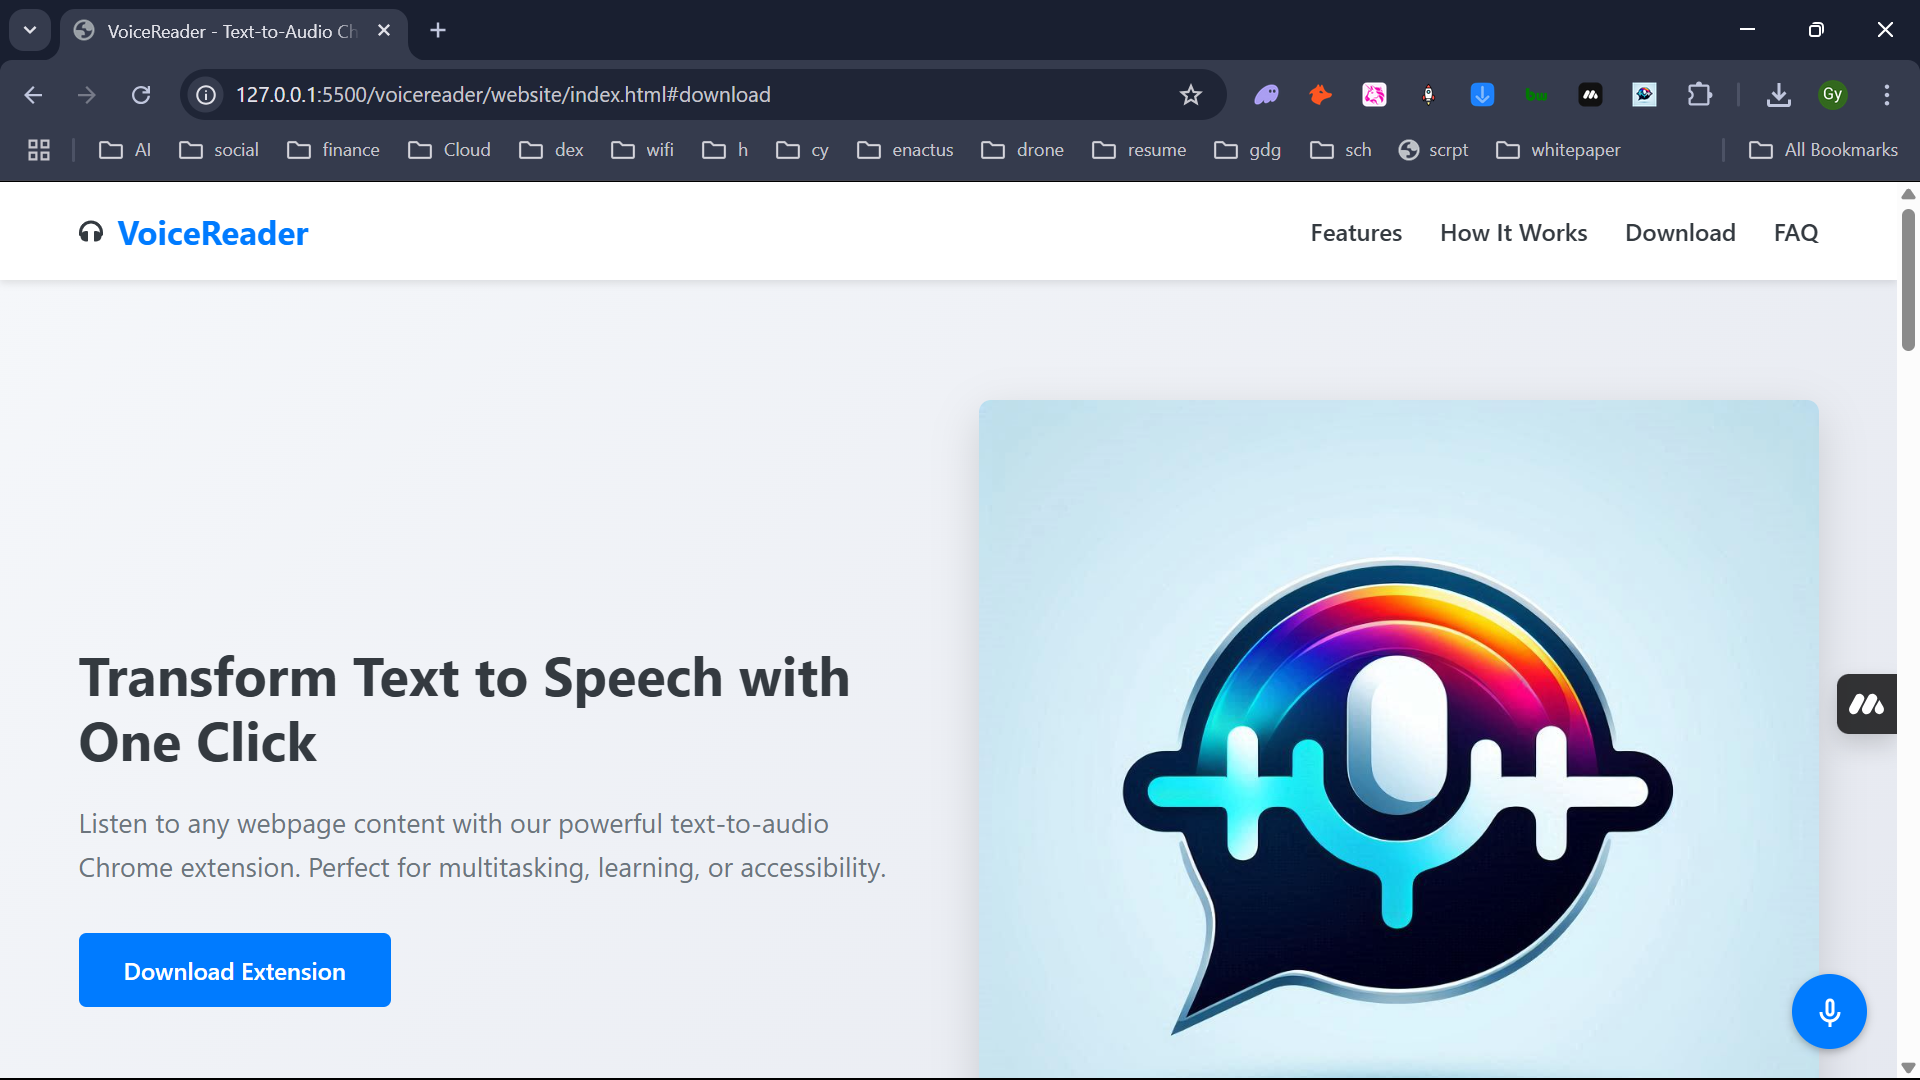 VoiceReader - Text-to-Audio Ch
127.0.0.1:5500/voicereader/website/index.html#download
bw
Gy
AI
social
finance
Cloud
dex
wifi
h
cy
enactus
drone
resume
gdg
sch
scrpt
whitepaper
All Bookmarks
VoiceReader
Features
How It Works
Download
FAQ
Transform Text to Speech with
One Click
Listen to any webpage content with our powerful text-to-audio
Chrome extension. Perfect for multitasking, learning, or accessibility.
Download Extension